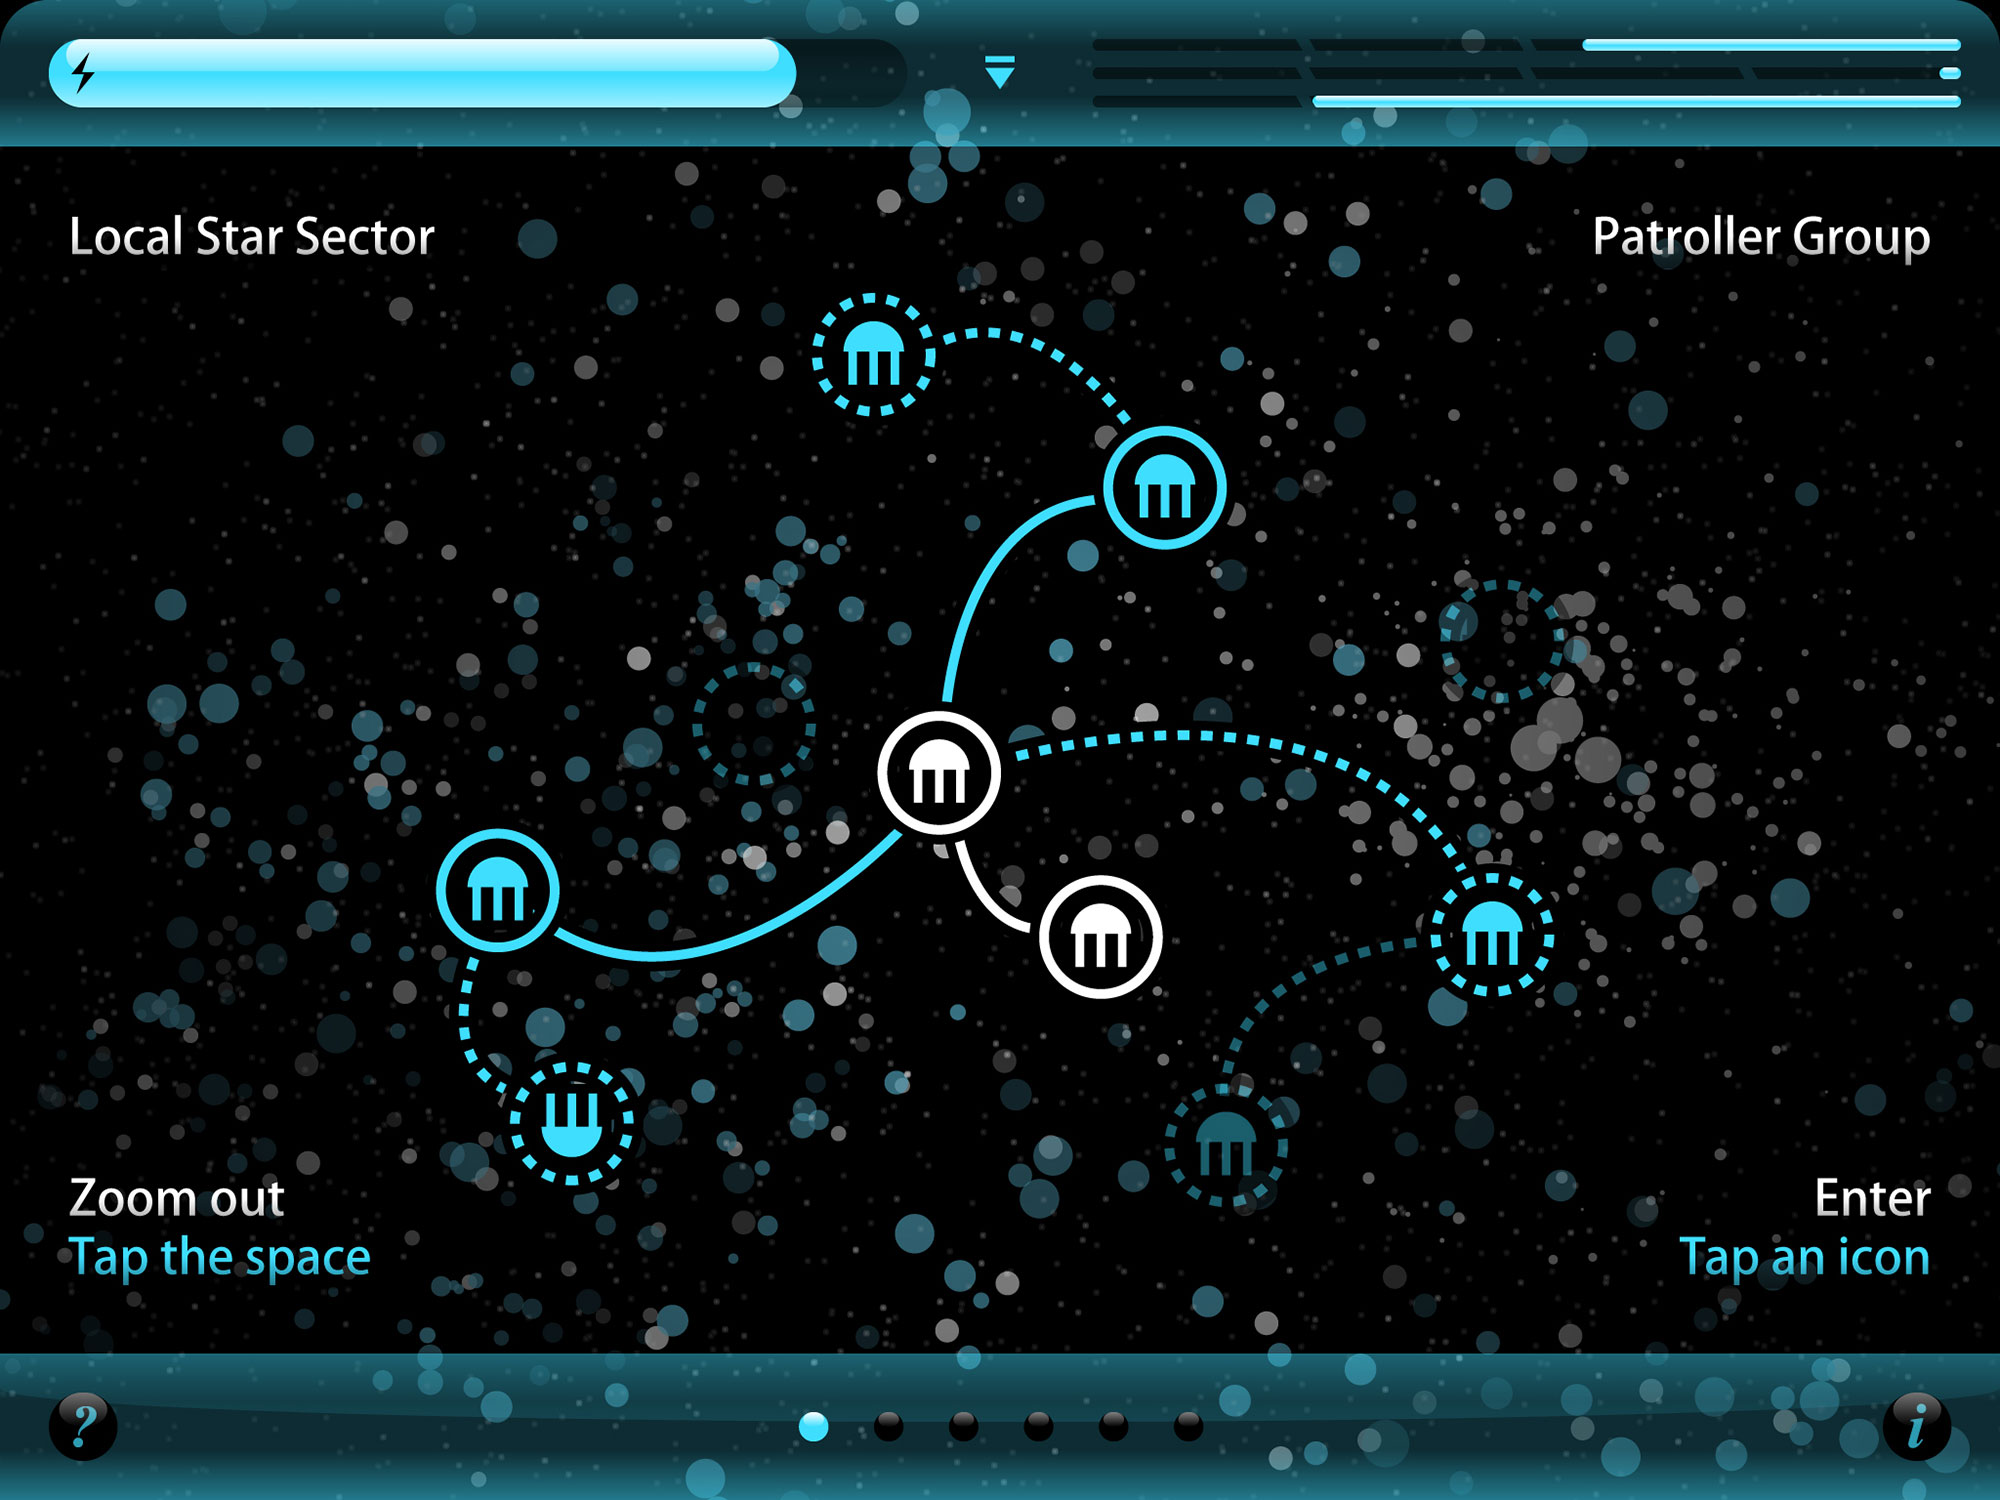 Local Star Sector
Patroller Group
Zoom out
Tap the space
Enter
Tap an icon
?
i